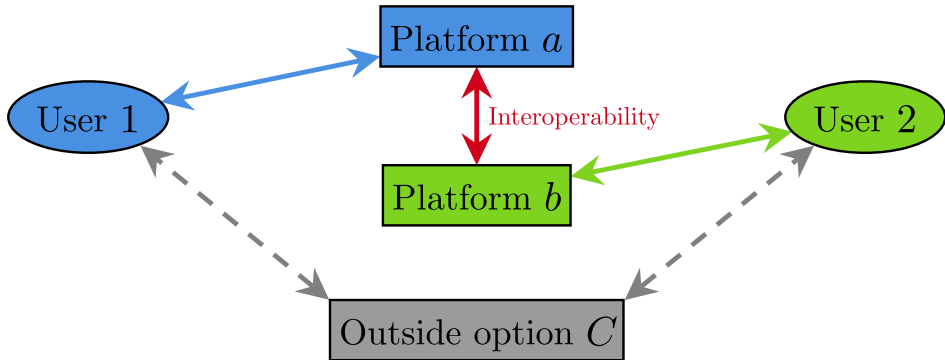 Platform a
User 1
Interoperability
User 2
Platform b
Outside option C